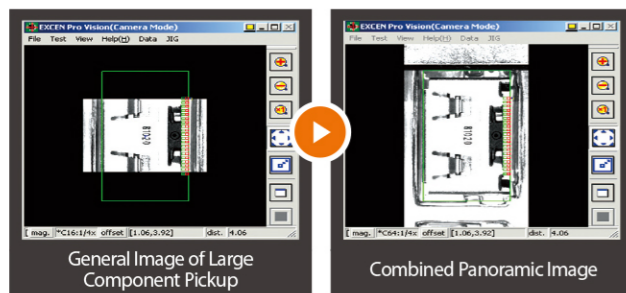 EXCEN Pro Vision(Camera Mode)
File Test View Help(H) Data JIG
81020
[ mag. *C16:1/4x offset [1.06,3.92] dist. 4.06
General Image of Large
Component Pickup
EXCEN Pro Vision(Camera Mode)
File Test View Help(H) Data JIG
81020
[ mag. *C64:1/4x offset [1.06,3.92] dist. 4.06
Combined Panoramic Image